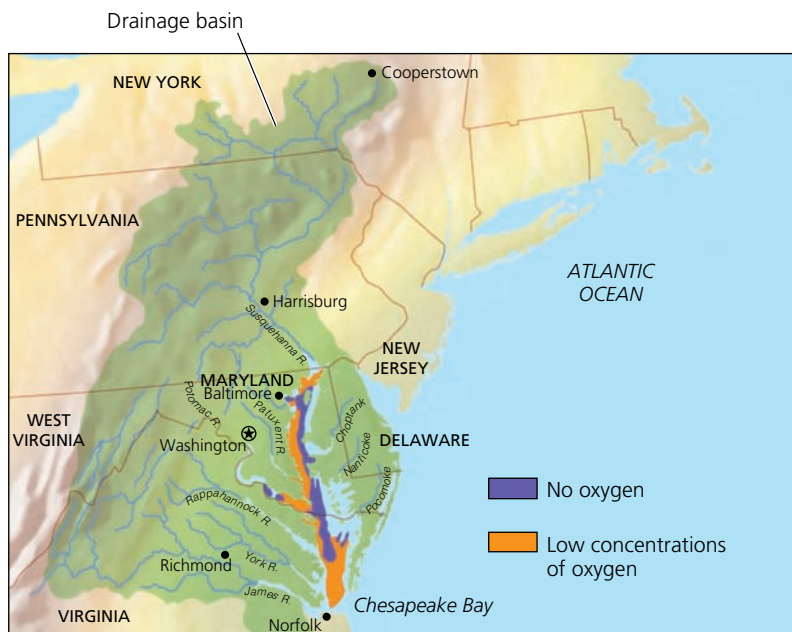 Drainage basin
NEW YORK
Cooperstown
PENNSYLVANIA
ATLANTIC
OCEAN
Harrisburg
Susquehanna R.
NEW
JERSEY
MARYLAND
Baltimore
Potomac R.
Patuxent R.
Choptank
WEST
VIRGINIA
Washington
DELAWARE
Nanticoke
Pocomoke
No oxygen
Rappahannock R.
Low concentrations
of oxygen
York R.
Richmond
James R.
Chesapeake Bay
VIRGINIA
Norfolk